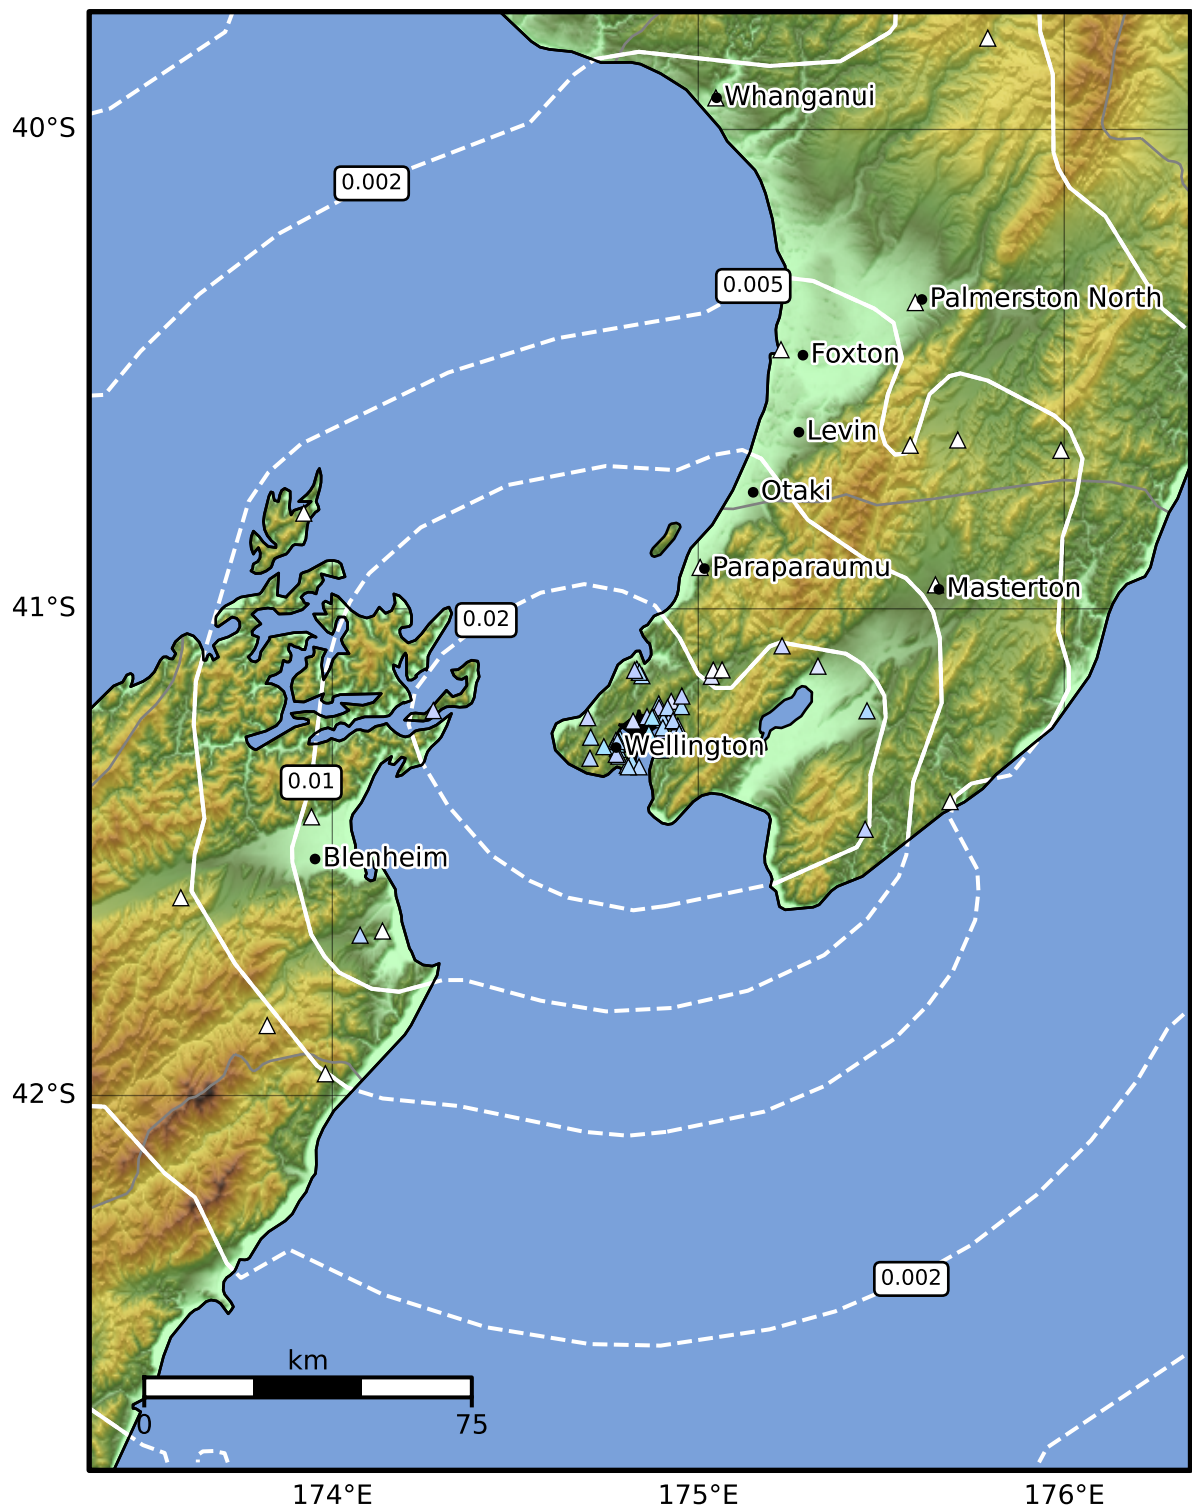 Whanganui
40°S
0.002
0.005
Palmerston North
Foxton
Levin
Otaki
Paraparaumu
Masterton
41°S
0.02
Wellington
0.01
Blenheim
42°S
0.002
km
0
75
174°E
175°E
176°E